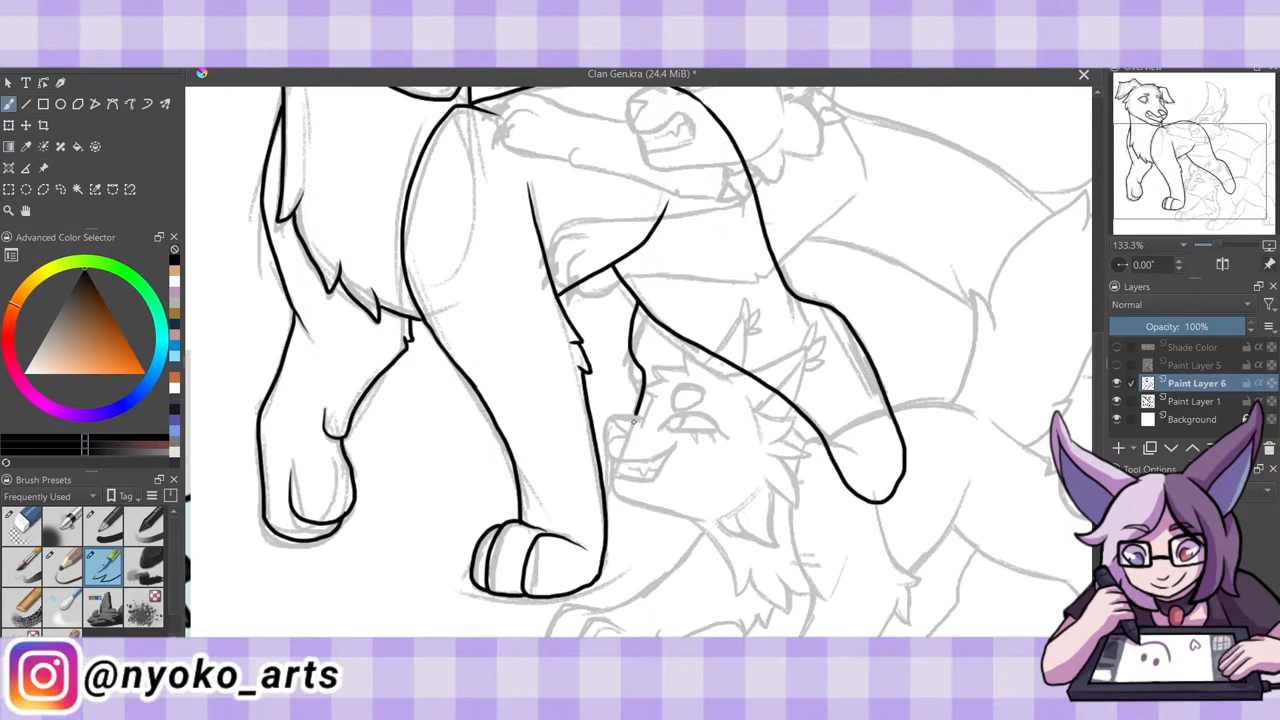 Clan Gen.kra (24.4 MiB) *
Advanced Color Selector
Brush Presets
Frequently Used
Tag
133.3%
0.00°
Layers
Normal
Opacity: 100%
Shade Color
Paint Layer 5
Paint Layer 6
Paint Layer 1
Background
Tool Options
@nyoko_arts